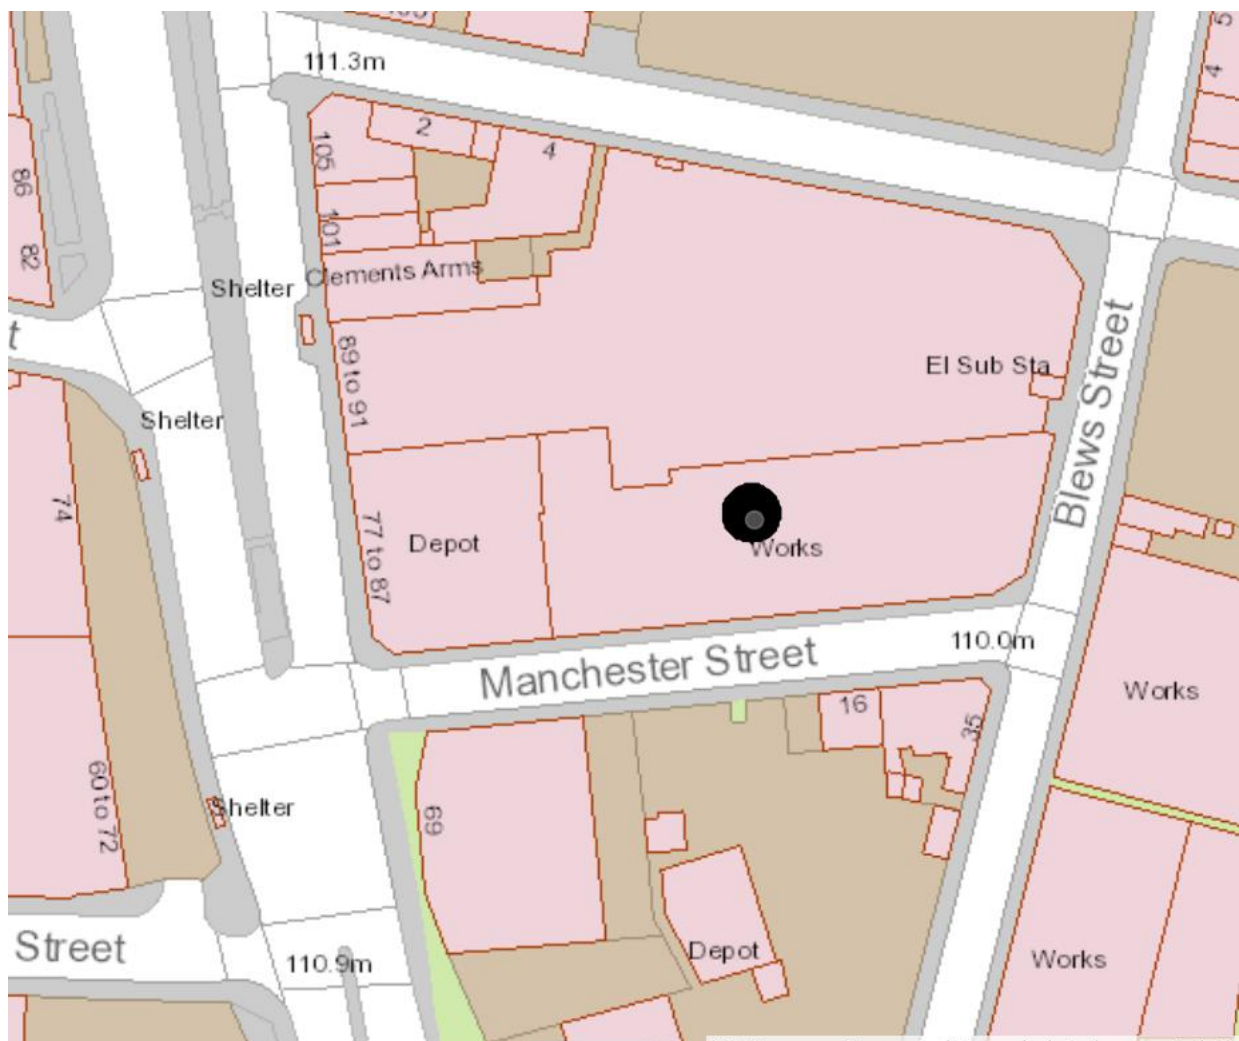 5
4
111.3m
2
4
105
101
86
82
Clements Arms
Shelter
t
89 to 91
El Sub Sta
Blews Street
Shelter
74
77 to 87
Depot
Works
Manchester Street
110.0m
Works
16
35
60 to 72
Shelter
69
Depot
Works
Street
110.9m